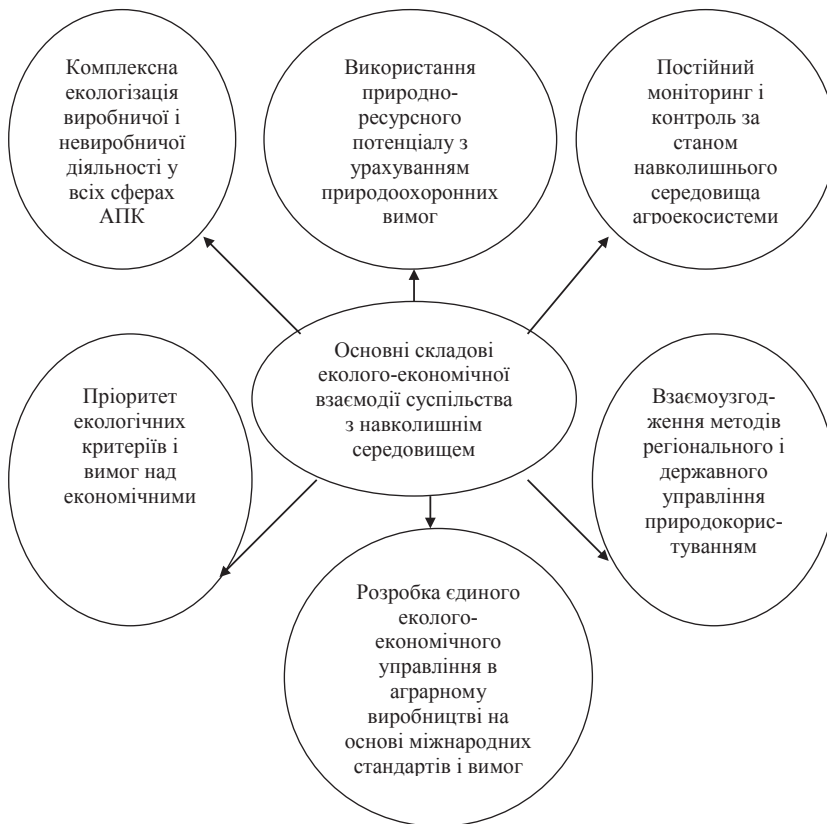 Комплексна
екологізація
виробничої і
невиробничої
діяльності у
всіх сферах
АПК
Використання
природно-
ресурсного
потенціалу з
урахуванням
природоохоронних
вимог
Постійний
моніторинг і
контроль за
станом
навколишнього
середовища
агроекосистеми
Основні складові
еколого-економічної
взаємодії суспільства
з навколишнім
середовищем
Пріоритет
екологічних
критеріїв і
вимог над
економічними
Взаємоузгод-
ження методів
регіонального і
державного
управління
природокорис-
туванням
Розробка єдиного
еколого-
економічного
управління в
аграрному
виробництві на
основі міжнародних
стандартів і вимог